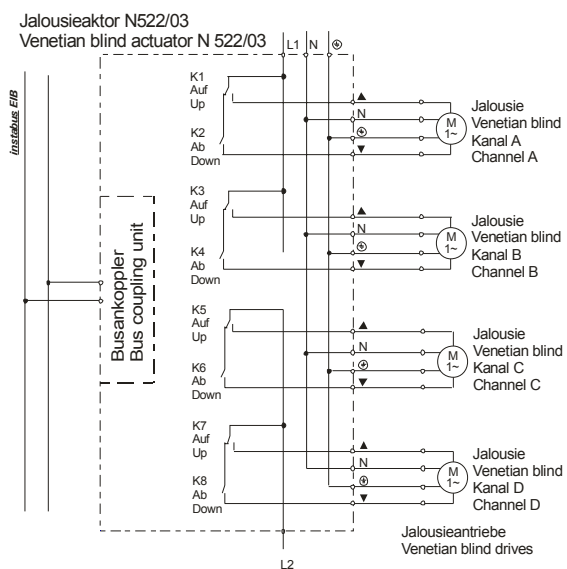 Jalousieaktor N522/03
Venetian blind actuator N 522/03
L1 N
instabus EIB
K1
Auf
Up
K2
Ab
Down
N
M
1~
Jalousie
Venetian blind
Kanal A
Channel A
K3
Auf
Up
K4
Ab
Down
N
M
1~
Jalousie
Venetian blind
Kanal B
Channel B
Busankoppler
Bus coupling unit
K5
Auf
Up
K6
Ab
Down
N
M
1~
Jalousie
Venetian blind
Kanal C
Channel C
K7
Auf
Up
K8
Ab
Down
N
M
1~
Jalousie
Venetian blind
Kanal D
Channel D
Jalousieantriebe
Venetian blind drives
L2